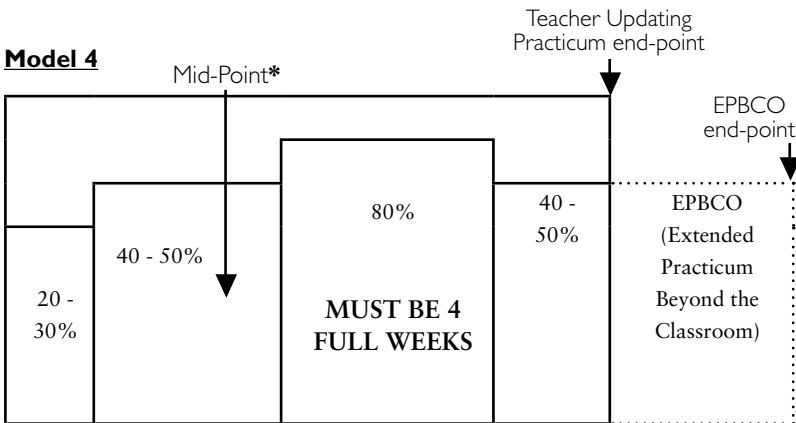 Teacher Updating
Practicum end-point
Model 4
Mid-Point*
EPBCO
end-point
20 -
30%
40 - 50%
80%
MUST BE 4
FULL WEEKS
40 -
50%
EPBCO
(Extended
Practicum
Beyond the
Classroom)